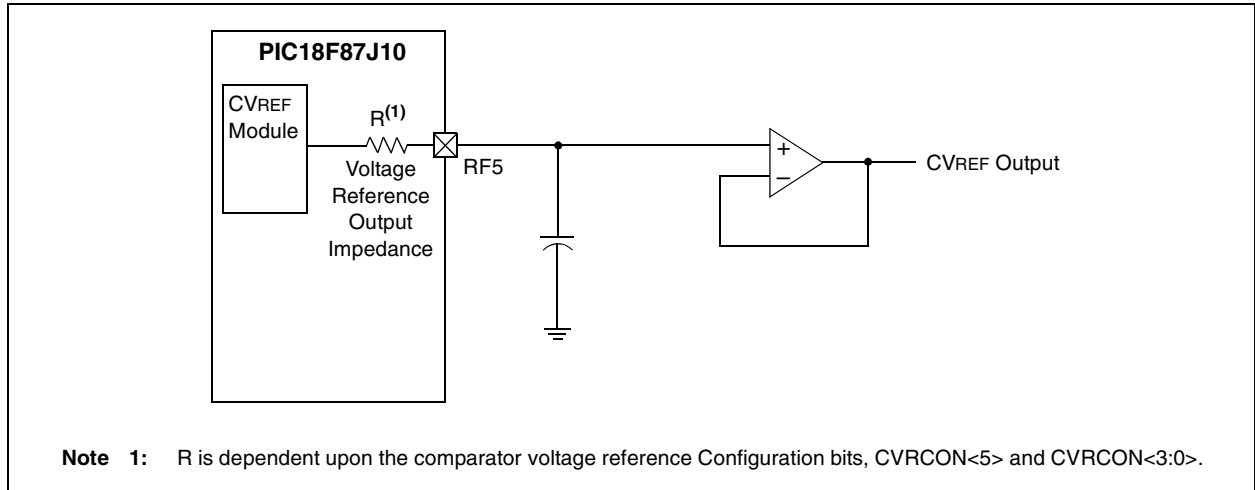 PIC18F87J10
CVREF
Module
R(1)
Voltage
Reference
Output
Impedance
RF5
+
–
CVREF Output
Note 1: R is dependent upon the comparator voltage reference Configuration bits, CVRCON<5> and CVRCON<3:0>.